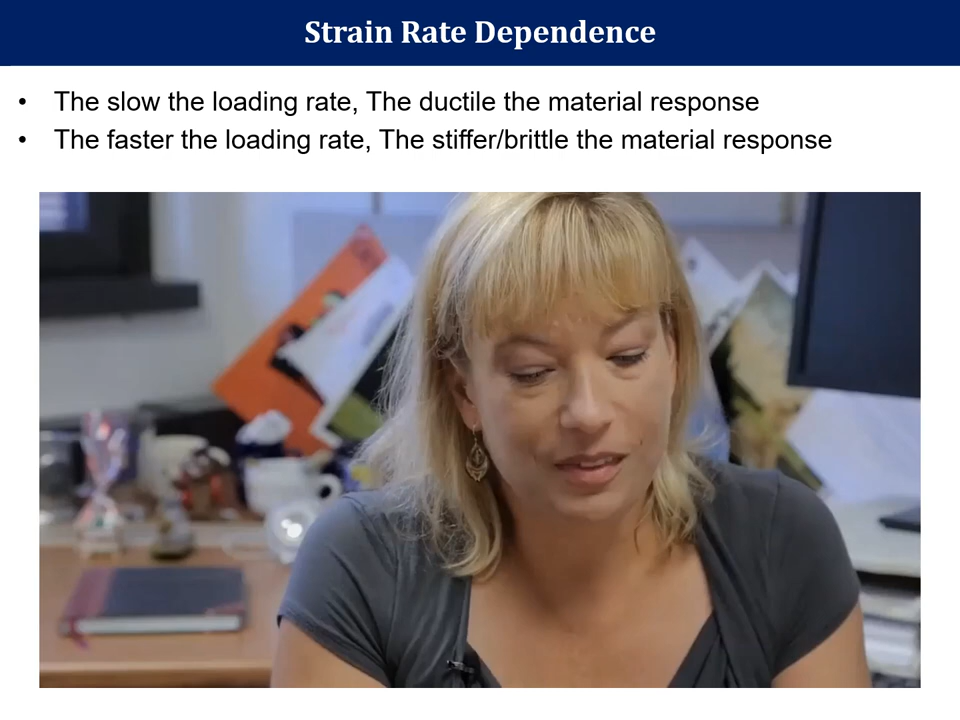 Strain Rate Dependence
• The slow the loading rate, The ductile the material response
• The faster the loading rate, The stiffer/brittle the material response